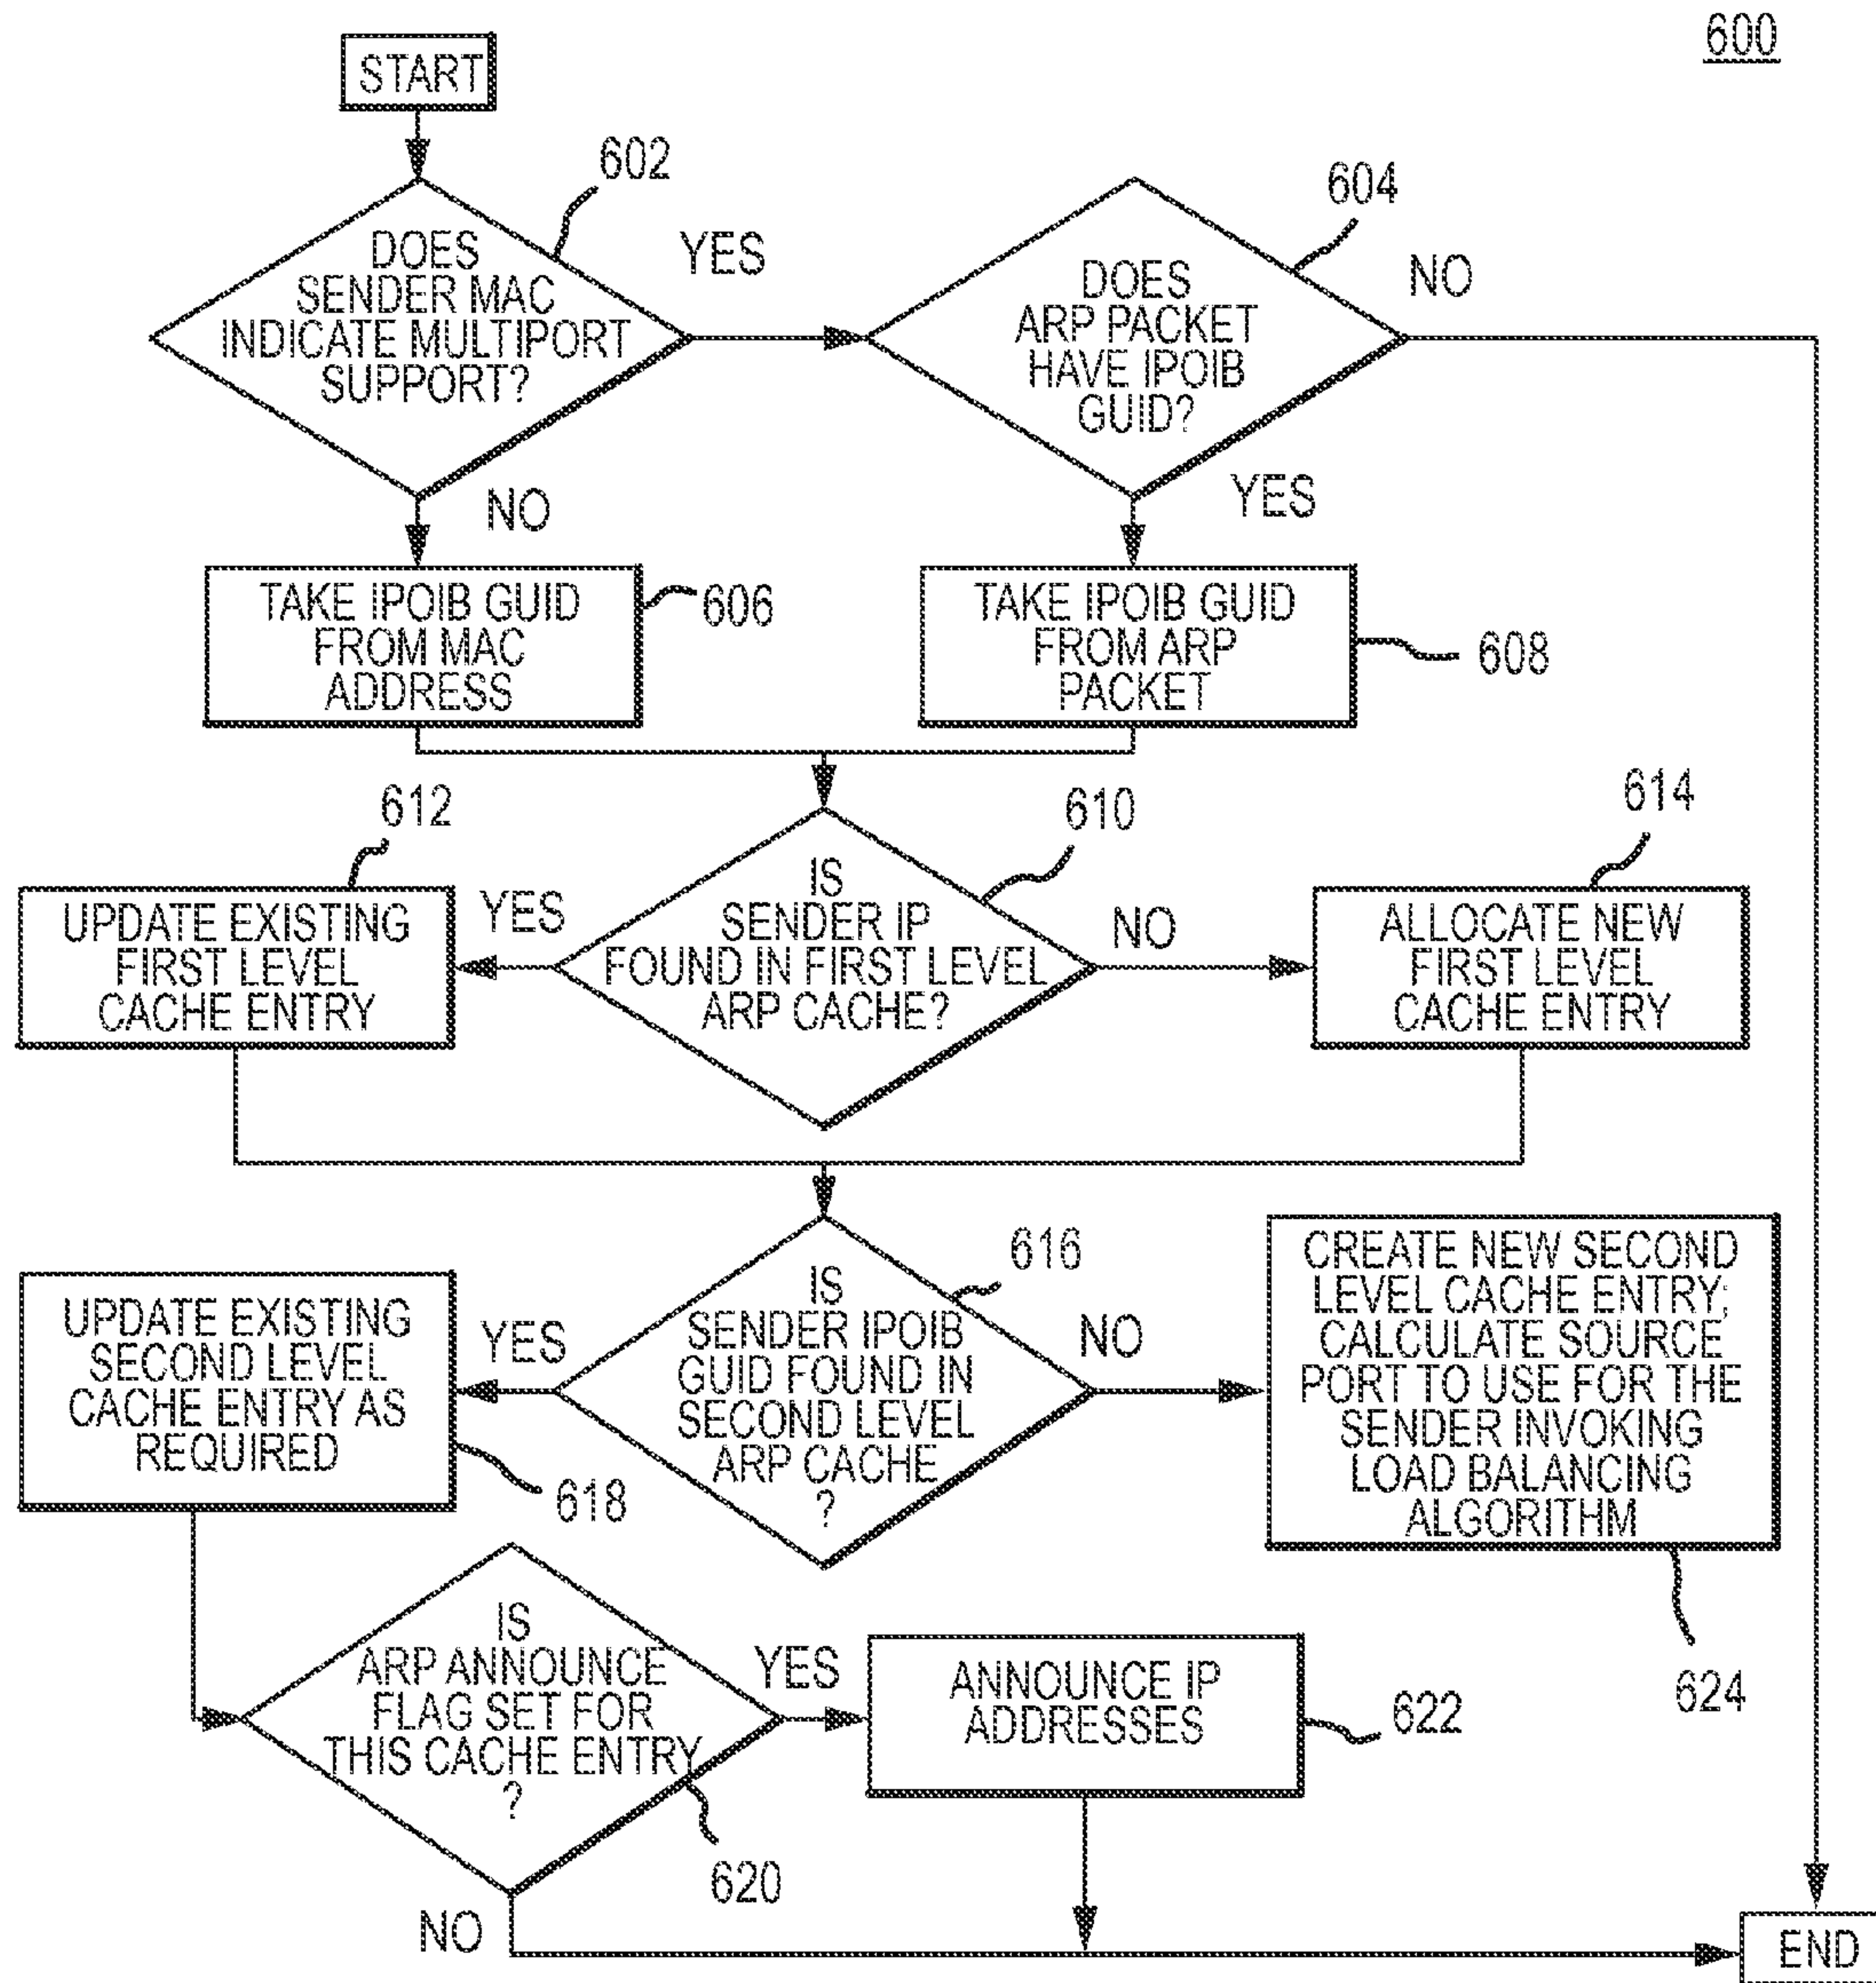 600
START
602
DOES
SENDER MAC
INDICATE MULTIPORT
SUPPORT?
YES
604
DOES
ARP PACKET
HAVE IPOIB
GUID?
NO
NO
YES
TAKE IPOIB GUID
FROM MAC
ADDRESS
606
TAKE IPOIB GUID
FROM ARP
PACKET
608
612
610
614
UPDATE EXISTING
FIRST LEVEL
CACHE ENTRY
YES
IS
SENDER IP
FOUND IN FIRST LEVEL
ARP CACHE?
NO
ALLOCATE NEW
FIRST LEVEL
CACHE ENTRY
616
UPDATE EXISTING
SECOND LEVEL
CACHE ENTRY AS
REQUIRED
618
YES
IS
SENDER IPOIB
GUID FOUND IN
SECOND LEVEL
ARP CACHE
?
NO
CREATE NEW SECOND
LEVEL CACHE ENTRY;
CALCULATE SOURCE
PORT TO USE FOR THE
SENDER INVOKING
LOAD BALANCING
ALGORITHM
624
IS
ARP ANNOUNCE
FLAG SET FOR
THIS CACHE ENTRY
?
620
YES
ANNOUNCE IP
ADDRESSES
622
NO
END